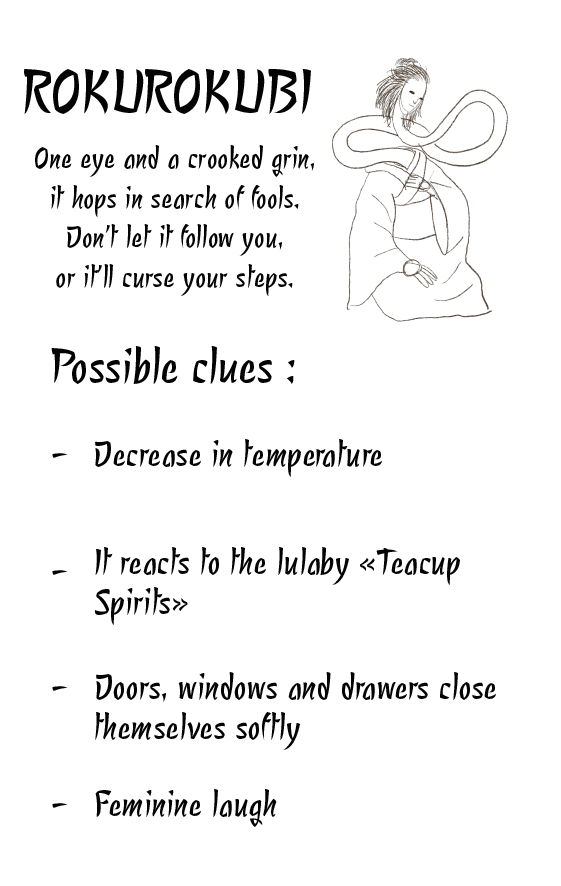 ROKUROKUBI
One eye and a crooked grin,
it hops in search of fools.
Don't let it follow you,
or it'll curse your steps.
Possible clues :
- Decrease in temperature
- It reacts to the lulaby «Teacup
Spirits»
- Doors, windows and drawers close
themselves softly
- Feminine laugh